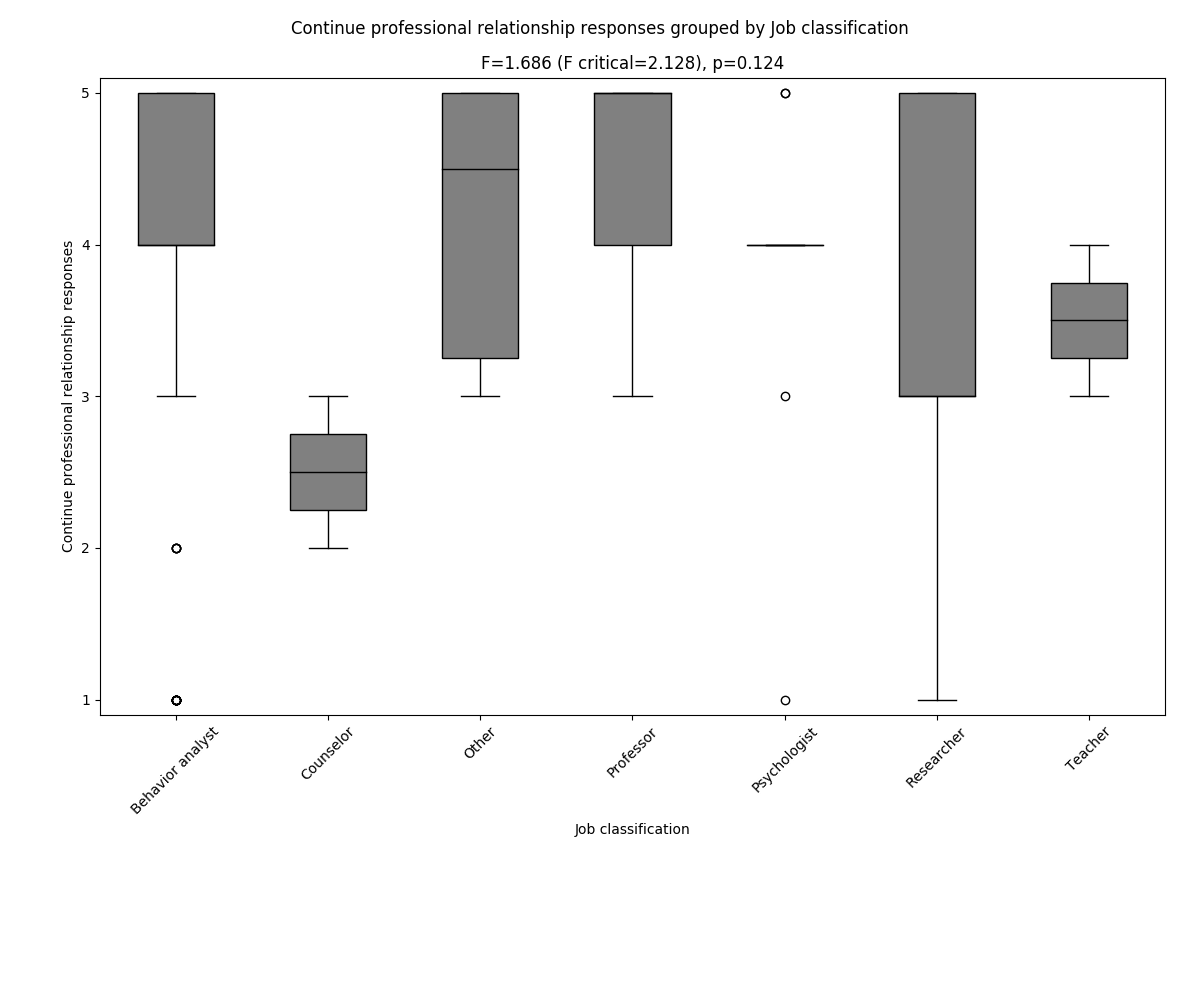 Continue professional relationship responses grouped by Job classification
F=1.686 (F critical=2.128), p=0.124
Continue professional relationship responses
5
4
3
2
1
Behavior analyst
Counselor
Other
Professor
Psychologist
Researcher
Teacher
Job classification